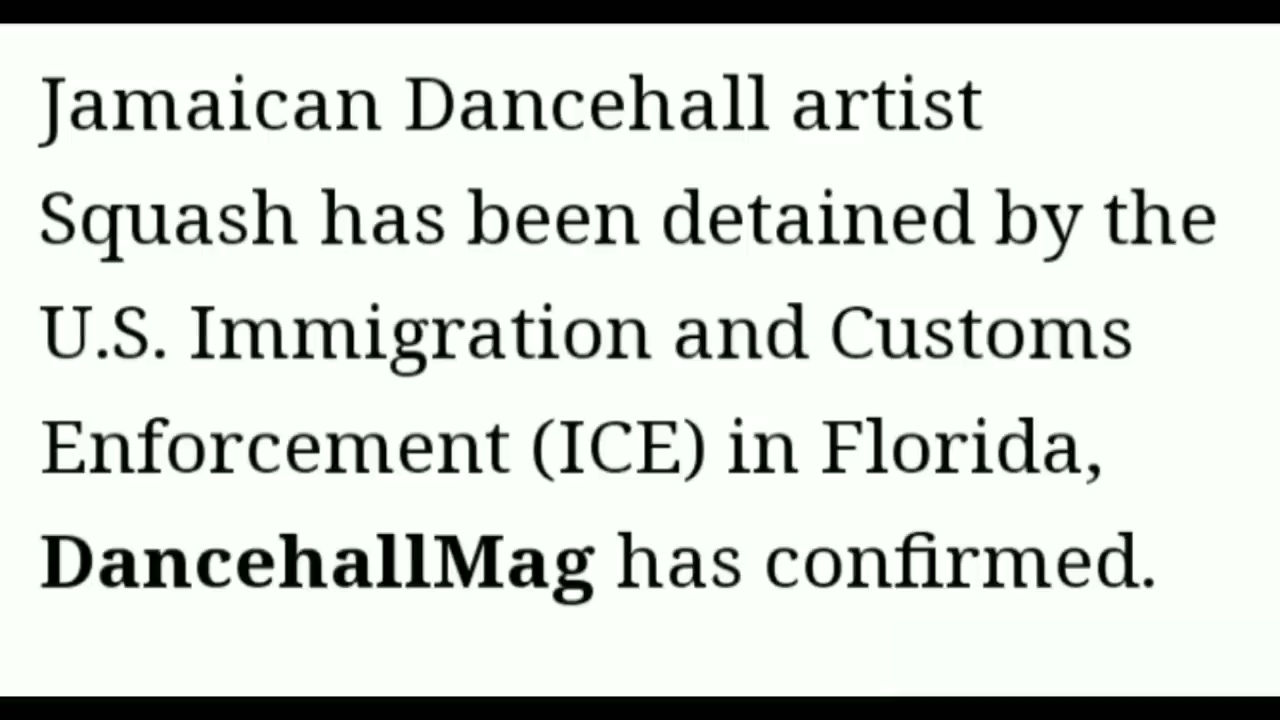 Jamaican Dancehall artist
Squash has been detained by the
U.S. Immigration and Customs
Enforcement (ICE) in Florida,
DancehallMag has confirmed.